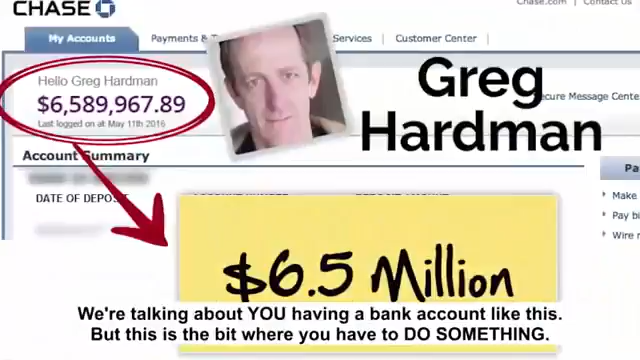 CHASE
Chase.com | Contact Us
My Accounts Payments & T Services Customer Center
Hello Greg Hardman
$6,589,967.89
Last logged on at May 11th 2016
Greg
Hardman
Secure Message Cente
Account Summary
Pa
DATE OF DEPOS
Make
Pay bi
Wire r
$6.5 Million
We're talking about YOU having a bank account like this.
But this is the bit where you have to DO SOMETHING.